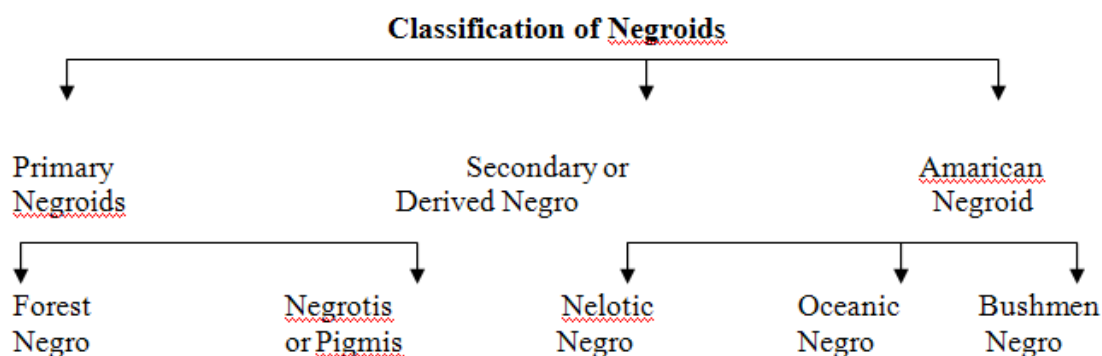 Classification of Negroids
Primary Secondary or Amarican
Negroids Derived Negro Negroid
Forest Negrotis Nelotic Oceanic Bushmen
Negro or Pigmis Negro Negro Negro